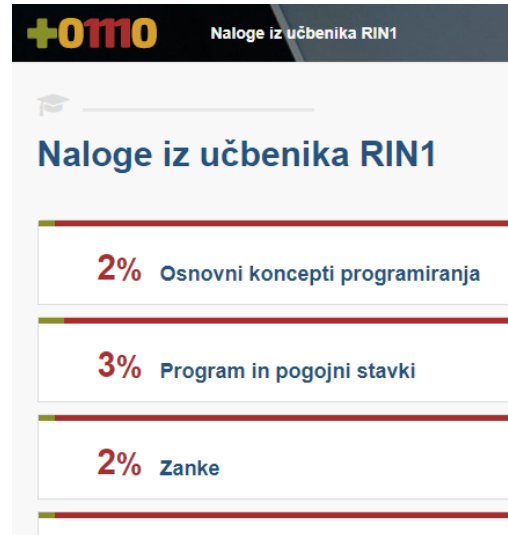 +01110 Naloge iz učbenika RIN1
Naloge iz učbenika RIN1
2% Osnovni koncepti programiranja
3% Program in pogojni stavki
2% Zanke